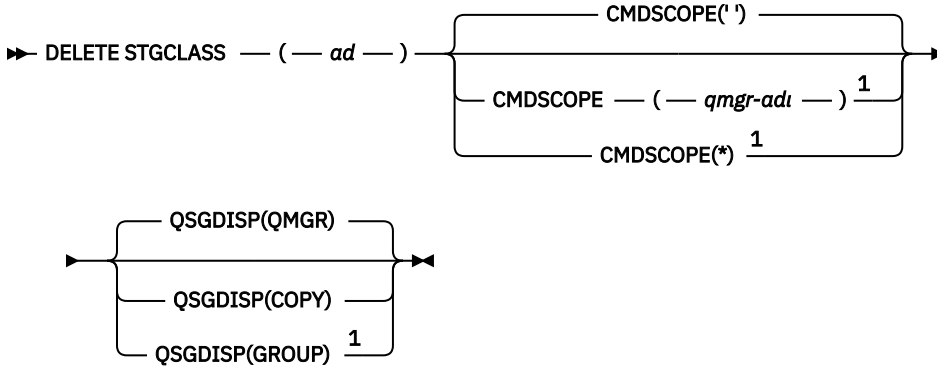 CMDSCOPE(' ')
DELETE STGCLASS ( ad )
CMDSCOPE ( qmgr-adı ) 1
CMDSCOPE(*) 1
QSGDISP(QMGR)
QSGDISP(COPY)
QSGDISP(GROUP) 1